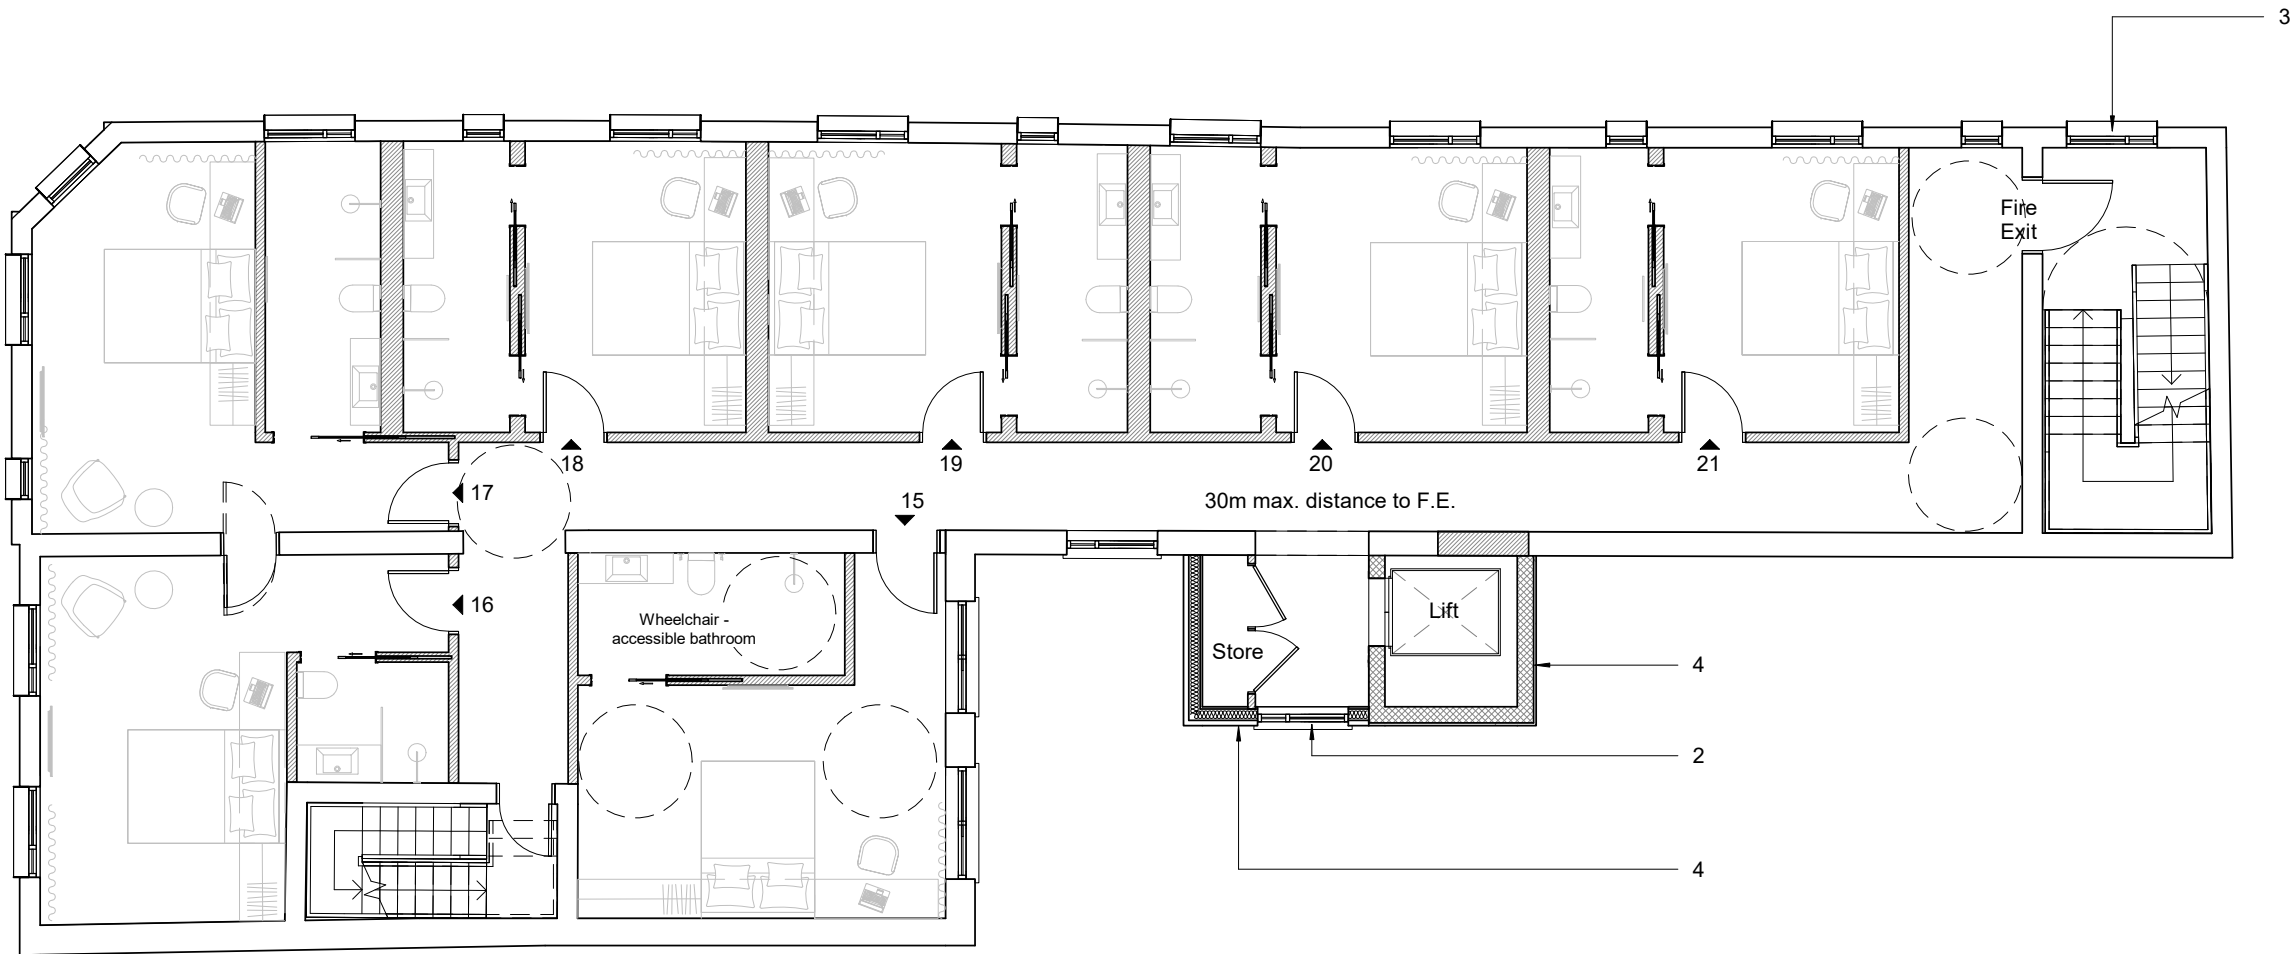 3
Fire
Exit
18
19
20
21
17
15
30m max. distance to F.E.
16
Wheelchair -
accessible bathroom
Lift
Store
4
2
4